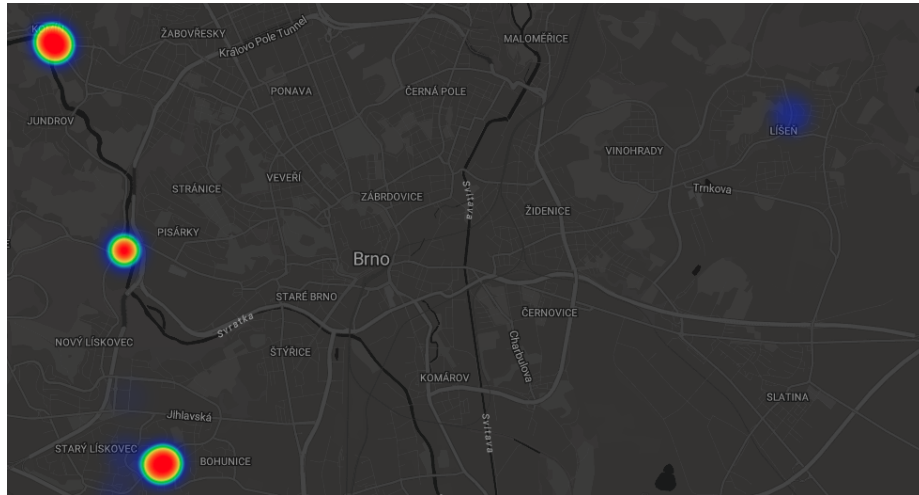 ŽABOVŘESKY
Královo Pole Tunnel
MALOMĚŘICE
PONAVA
ČERNÁ POLE
JUNDROV
LÍŠEŇ
VINOHRADY
VEVEŘÍ
STRÁNICE
ZÁBRDOVICE
Trnkova
Svitava
ŽIDENICE
PISÁRKY
Brno
STARÉ BRNO
ČERNOVICE
Svratka
NOVÝ LÍSKOVEC
ŠTÝŘICE
Charbulova
KOMÁROV
SLATINA
Jihlavská
Svitava
STARÝ LÍSKOVEC
BOHUNICE